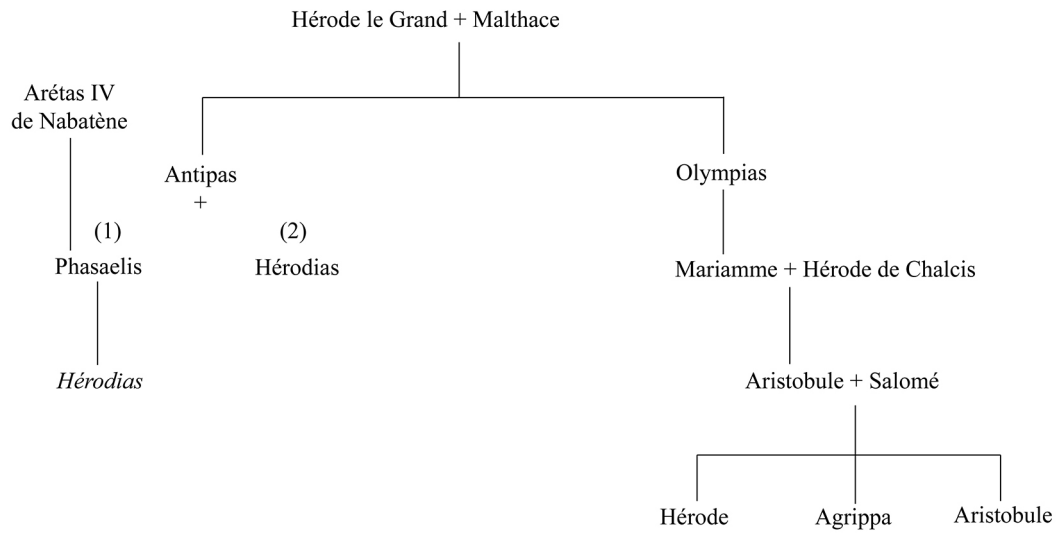 Hérode le Grand + Malthace
Arétas IV
de Nabatène
Antipas
+
Olympias
(1)
(2)
Phasaelis
Hérodias
Mariamme + Hérode de Chalcis
Hérodias
Aristobule + Salomé
Hérode
Agrippa
Aristobule